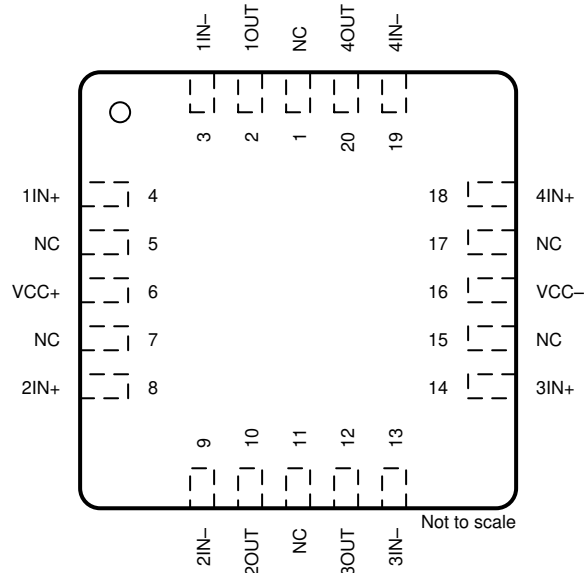 1IN–
1OUT
NC
4OUT
4IN–
3
2
1
20
19
1IN+ 4
18 4IN+
NC 5
17 NC
VCC+ 6
16 VCC–
NC 7
15 NC
2IN+ 8
14 3IN+
9
10
11
12
13
2IN–
2OUT
NC
3OUT
3IN–
Not to scale